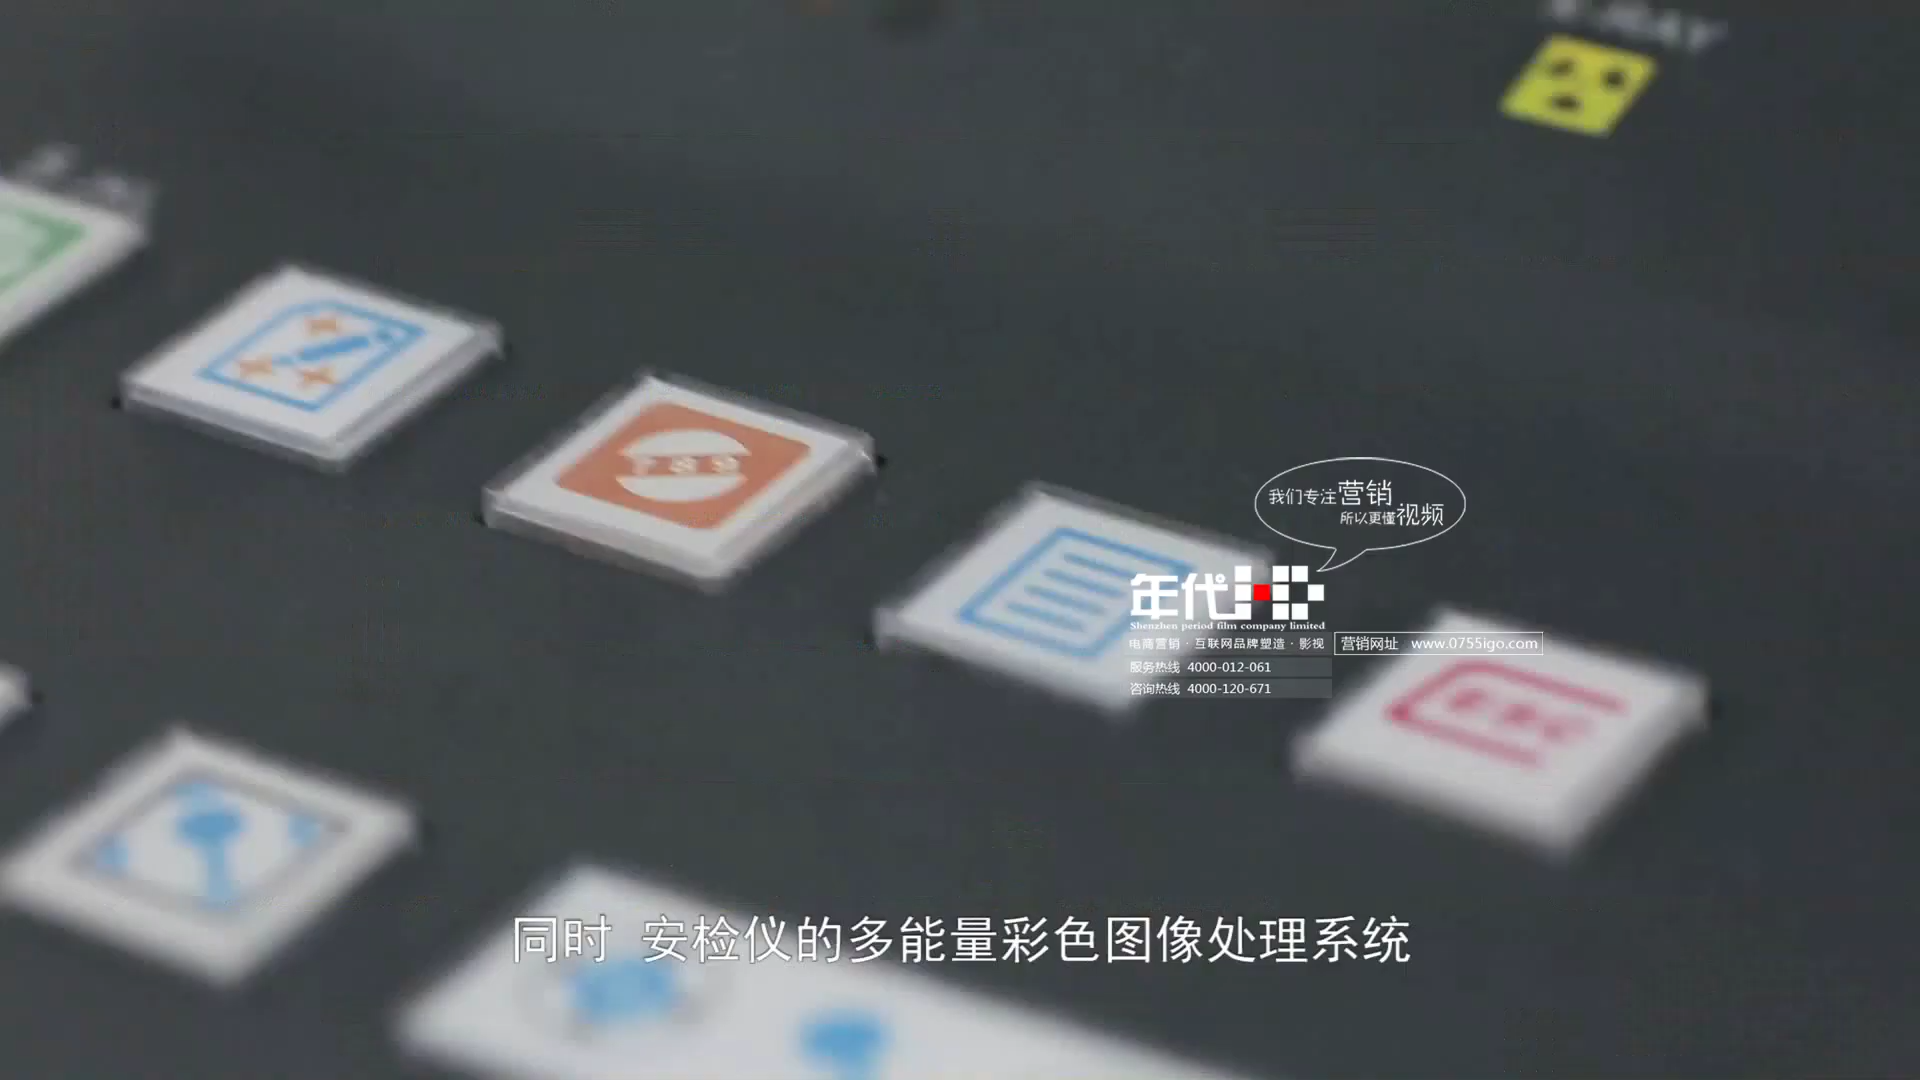 X-RAY
789
我们专注营销
所以更懂视频
年代
Shenzhen period film company limited
电商营销 · 互联网品牌塑造 · 影视
营销网址 www.0755igo.com
服务热线 4000-012-061
咨询热线 4000-120-671
ESC
同时 安检仪的多能量彩色图像处理系统